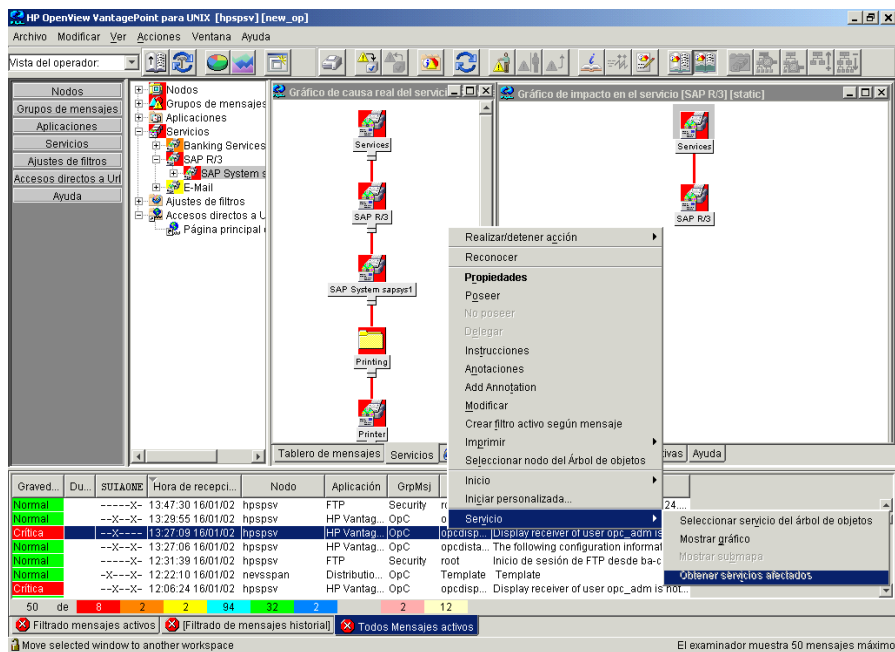 HP OpenView VantagePoint para UNIX [hpspsv] [new_op]
Archivo Modificar Ver Acciones Ventana Ayuda
Vista del operador:
Nodos
Grupos de mensajes
Aplicaciones
Servicios
Ajustes de filtros
Accesos directos a Url
Ayuda
Nodos
Grupos de mensajes
Aplicaciones
Servicios
Banking Services
SAP R/3
SAP System s
E-Mail
Ajustes de filtros
Accesos directos a U
Página principal
Gráfico de causa real del servici
Services
SAP R/3
SAP System sapsys1
Printing
Printer
Gráfico de impacto en el servicio [SAP R/3] [static]
Services
SAP R/3
Tablero de mensajes Servicios
ivas Ayuda
Realizar/detener acción
Reconocer
Propiedades
Poseer
No poseer
Delegar
Instrucciones
Anotaciones
Add Annotation
Modificar
Crear filtro activo según mensaje
Imprimir
Seleccionar nodo del Árbol de objetos
Inicio
Iniciar personalizada...
Servicio
Seleccionar servicio del árbol de objetos
Mostrar gráfico
Mostrar submapa
Obtener servicios afectados
Graved... Du... SUIAONE Hora de recepci... Nodo Aplicación GrpMsj
Normal -----X- 13:47:30 16/01/02 hpspsv FTP Security ro 24....
Normal --X--X- 13:29:55 16/01/02 hpspsv HP Vantag... OpC o
Crítica --X---- 13:27:09 16/01/02 hpspsv HP Vantag... OpC opcdisp... Display receiver of user opc_adm is
Normal --X--X- 13:27:06 16/01/02 hpspsv HP Vantag... OpC opcdista... The following configuration informat
Normal -----X- 12:31:39 16/01/02 hpspsv FTP Security root Inicio de sesión de FTP desde ba-c
Normal -X---X- 12:22:10 16/01/02 nevsspan Distributio... OpC Template Template
Crítica --X--X- 12:06:24 16/01/02 hpspsv HP Vantag... OpC opcdisp... Display receiver of user opc_adm is not...
50 de 8 2 2 94 32 2 2 12
Filtrado mensajes activos [Filtrado de mensajes historial] Todos Mensajes activos
Move selected window to another workspace El examinador muestra 50 mensajes máximo